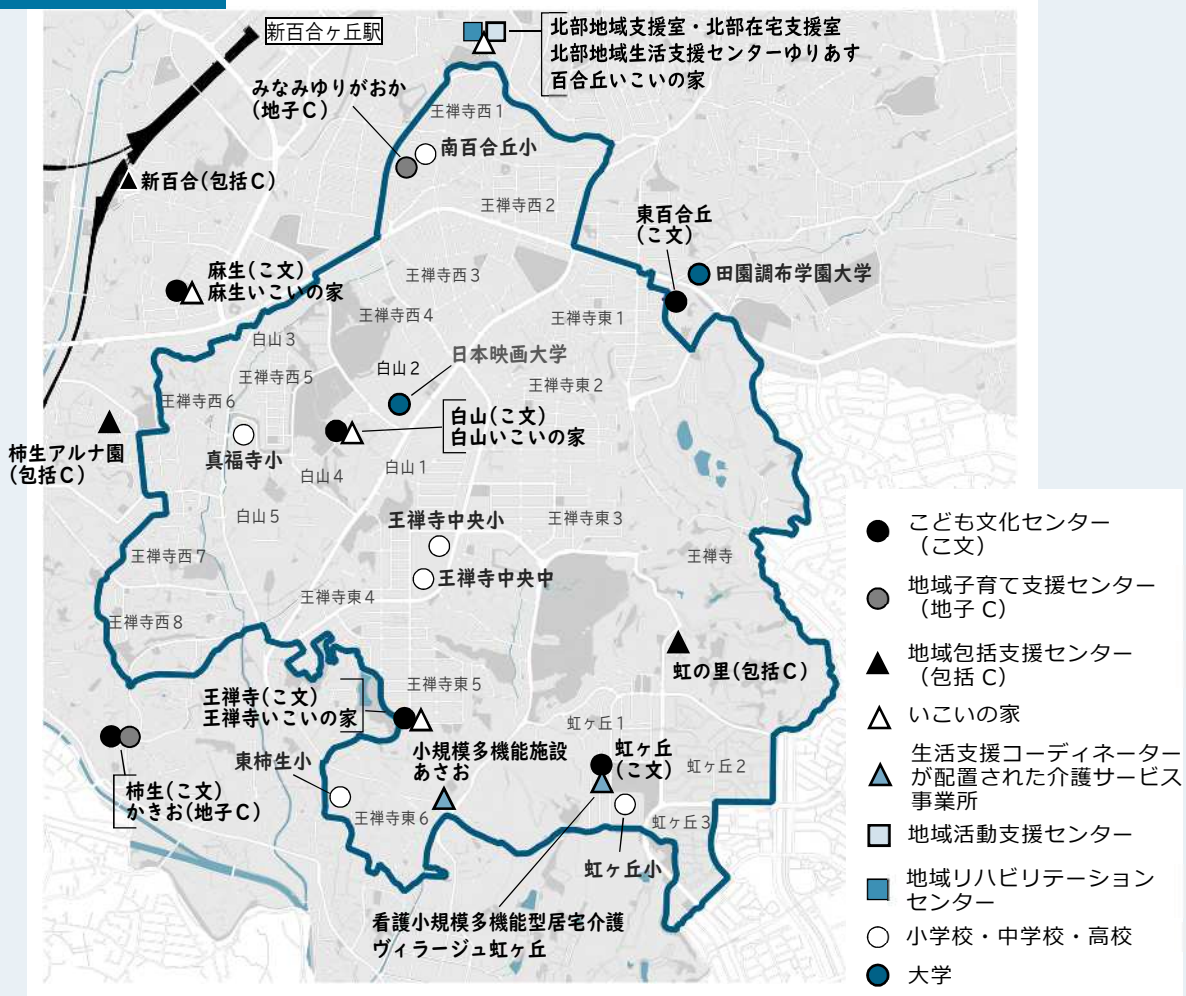 新百合ヶ丘駅
北部地域支援室・北部在宅支援室
北部地域生活支援センターゆりあす
百合丘いこいの家
みなみゆりがおか
(地子C)
王禅寺西1
南百合丘小
新百合(包括C)
王禅寺西2
東百合丘
(こ文)
田園調布学園大学
麻生(こ文)
麻生いこいの家
王禅寺西3
王禅寺西4
王禅寺東1
白山3
日本映画大学
白山2
王禅寺西5
王禅寺東2
王禅寺西6
白山(こ文)
白山いこいの家
柿生アルナ園
(包括C)
真福寺小
白山4
白山1
白山5
王禅寺中央小
王禅寺東3
王禅寺西7
王禅寺
王禅寺中央中
王禅寺東4
王禅寺西8
虹の里(包括C)
王禅寺東5
王禅寺(こ文)
王禅寺いこいの家
虹ヶ丘1
小規模多機能施設
あさお
虹ヶ丘
(こ文)
虹ヶ丘2
東柿生小
柿生(こ文)
かきお(地子C)
王禅寺東6
虹ヶ丘3
虹ヶ丘小
看護小規模多機能型居宅介護
ヴィラージュ虹ヶ丘
こども文化センター
(こ文)
地域子育て支援センター
(地子 C)
地域包括支援センター
(包括 C)
いこいの家
生活支援コーディネーター
が配置された介護サービス
事業所
地域活動支援センター
地域リハビリテーション
センター
小学校・中学校・高校
大学